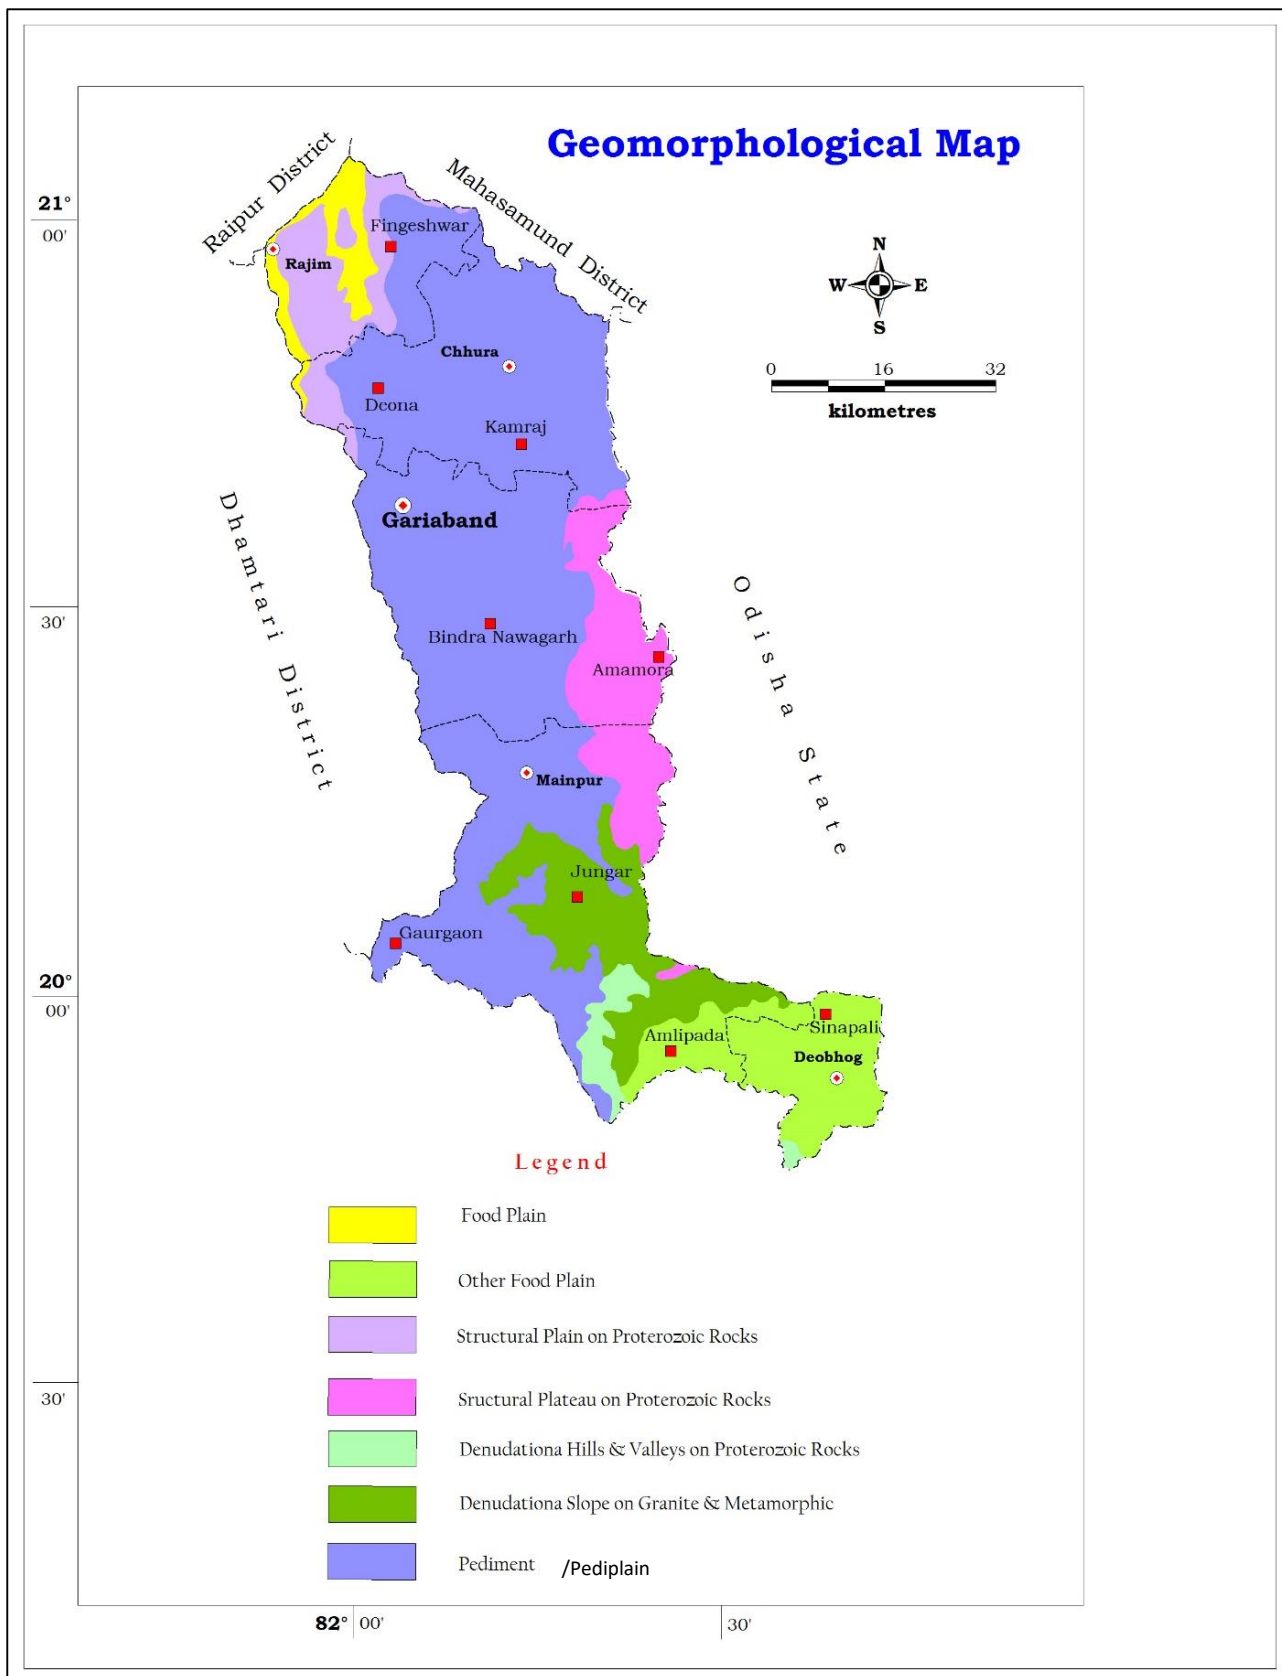 Geomorphological Map
Raipur District
Mahasamund District
21°
00'
Fingeshwar
Rajim
N
W
E
S
Chhura
0
16
32
kilometres
Dcona
Kamraj
Gariaband
Dhamtari District
Odisha State
30'
Bindra Nawagarh
Amamora
Mainpur
Jungar
Gaurgaon
20°
00'
Sinapali
Amlipada
Deobhog
Legend
Food Plain
Other Food Plain
Structural Plain on Proterozoic Rocks
Sructural Plateau on Proterozoic Rocks
30'
Denudationa Hills & Valleys on Proterozoic Rocks
Denudationa Slope on Granite & Metamorphic
Pediment /Pediplain
82° 00'
30'